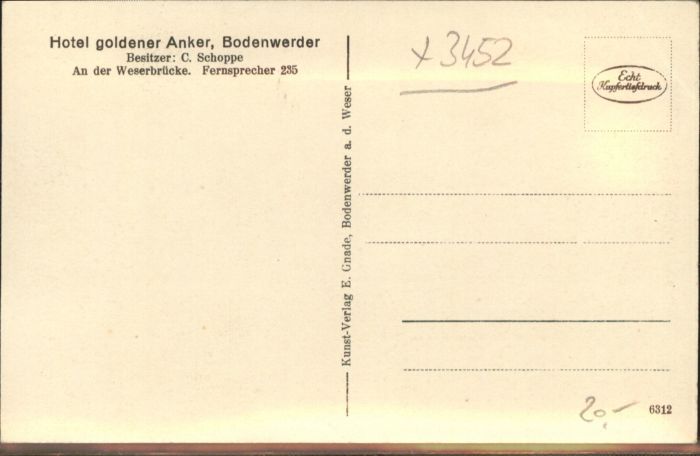 Hotel goldener Anker, Bodenwerder
Besitzer: C. Schoppe
An der Weserbrücke. Fernsprecher 235
Kunst-Verlag E. Gnade, Bodenwerder a. d. Weser
x 3452
Echt
Kupfertiefdruck
20,-
6312